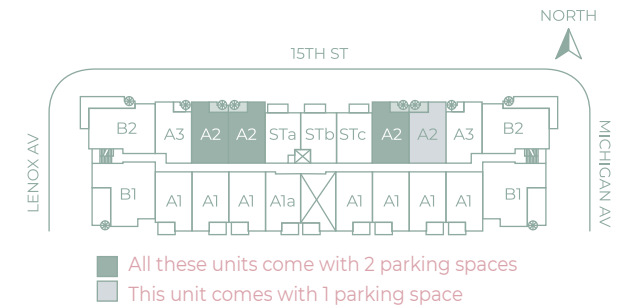 NORTH
15TH ST
LENOX AV
MICHIGAN AV
B2 A3 A2 A2 STa STb STc A2 A2 A3 B2
B1 A1 A1 A1 A1a A1 A1 A1 A1 B1
All these units come with 2 parking spaces
This unit comes with 1 parking space